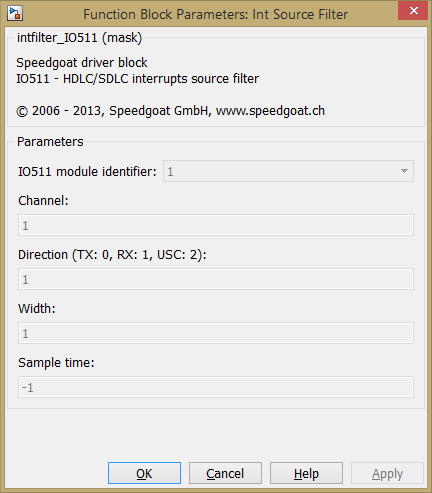 Function Block Parameters: Int Source Filter
intfilter_IO511 (mask)
Speedgoat driver block
IO511 - HDLC/SDLC interrupts source filter
© 2006 - 2013, Speedgoat GmbH, www.speedgoat.ch
Parameters
IO511 module identifier: 1
Channel:
1
Direction (TX: 0, RX: 1, USC: 2):
1
Width:
1
Sample time:
-1
OK Cancel Help Apply